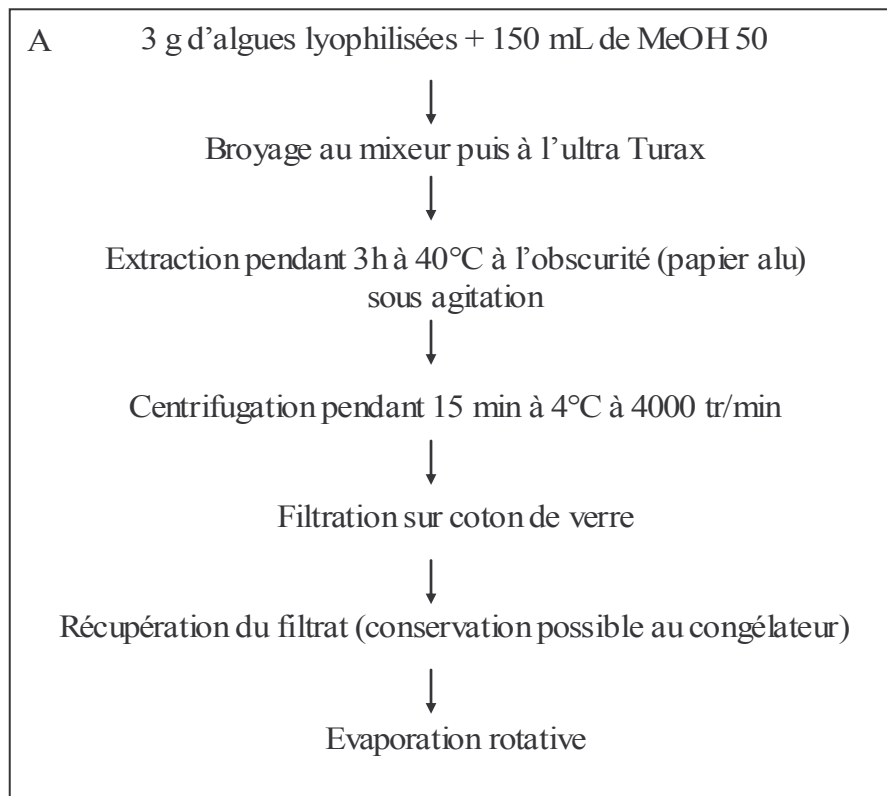 A
3 g d’algues lyophilisées + 150 mL de MeOH 50
Broyage au mixeur puis à l’ultra Turax
Extraction pendant 3h à 40°C à l’obscurité (papier alu)
sous agitation
Centrifugation pendant 15 min à 4°C à 4000 tr/min
Filtration sur coton de verre
Récupération du filtrat (conservation possible au congélateur)
Evaporation rotative